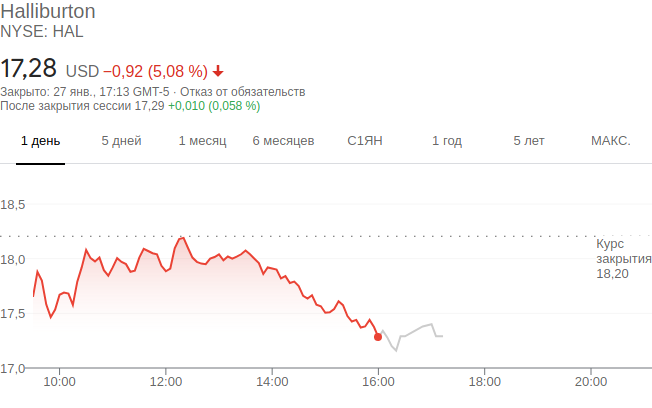 Halliburton
NYSE: HAL
17,28 USD −0,92 (5,08 %)
Закрыто: 27 янв., 17:13 GMT-5 · Отказ от обязательств
После закрытия сессии 17,29 +0,010 (0,058 %)
1 день 5 дней 1 месяц 6 месяцев С1ЯН 1 год 5 лет МАКС.
18,5
Курс
закрытия
18,20
18,0
17,5
17,0
10:00 12:00 14:00 16:00 18:00 20:00